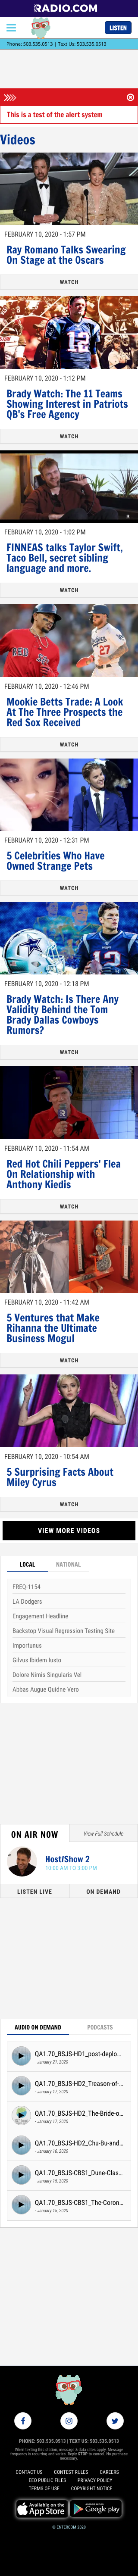 RADIO.COM
LISTEN
Phone: 503.535.0513 | Text Us: 503.535.0513
This is a test of the alert system
Videos
FEBRUARY 10, 2020 - 1:57 PM
Ray Romano Talks Swearing
On Stage at the Oscars
WATCH
FEBRUARY 10, 2020 - 1:12 PM
Brady Watch: The 11 Teams
Showing Interest in Patriots
QB's Free Agency
WATCH
FEBRUARY 10, 2020 - 1:02 PM
FINNEAS talks Taylor Swift,
Taco Bell, secret sibling
language and more.
WATCH
FEBRUARY 10, 2020 - 12:46 PM
Mookie Betts Trade: A Look
At The Three Prospects the
Red Sox Received
WATCH
FEBRUARY 10, 2020 - 12:31 PM
5 Celebrities Who Have
Owned Strange Pets
WATCH
FEBRUARY 10, 2020 - 12:18 PM
Brady Watch: Is There Any
Validity Behind the Tom
Brady Dallas Cowboys
Rumors?
WATCH
FEBRUARY 10, 2020 - 11:54 AM
Red Hot Chili Peppers' Flea
On Relationship with
Anthony Kiedis
WATCH
FEBRUARY 10, 2020 - 11:42 AM
5 Ventures that Make
Rihanna the Ultimate
Business Mogul
WATCH
FEBRUARY 10, 2020 - 10:54 AM
5 Surprising Facts About
Miley Cyrus
WATCH
VIEW MORE VIDEOS
LOCAL NATIONAL
FREQ-1154
LA Dodgers
Engagement Headline
Backstop Visual Regression Testing Site
Importunus
Gilvus Ibidem Iusto
Dolore Nimis Singularis Vel
Abbas Augue Quidne Vero
ON AIR NOW View Full Schedule
Host/Show 2
10:00 AM TO 3:00 PM
LISTEN LIVE ON DEMAND
AUDIO ON DEMAND PODCASTS
QA1.70_BSJS-HD1_post-deplo...
- January 21, 2020
QA1.70_BSJS-HD2_Treason-of-...
- January 17, 2020
QA1.70_BSJS-HD2_The-Bride-o...
- January 17, 2020
QA1.70_BSJS-HD2_Chu-Bu-and...
- January 16, 2020
QA1.70_BSJS-CBS1_Dune-Clas...
- January 15, 2020
QA1.70_BSJS-CBS1_The-Coron...
- January 15, 2020
PHONE: 503.535.0513 | TEXT US: 503.535.0513
When texting this station, message & data rates apply. Message
frequency is recurring and varies. Reply STOP to cancel. No purchase
necessary.
CONTACT US CONTEST RULES CAREERS
EEO PUBLIC FILES PRIVACY POLICY
TERMS OF USE COPYRIGHT NOTICE
Available on the
App Store
GET IT ON
Google play
© ENTERCOM 2020